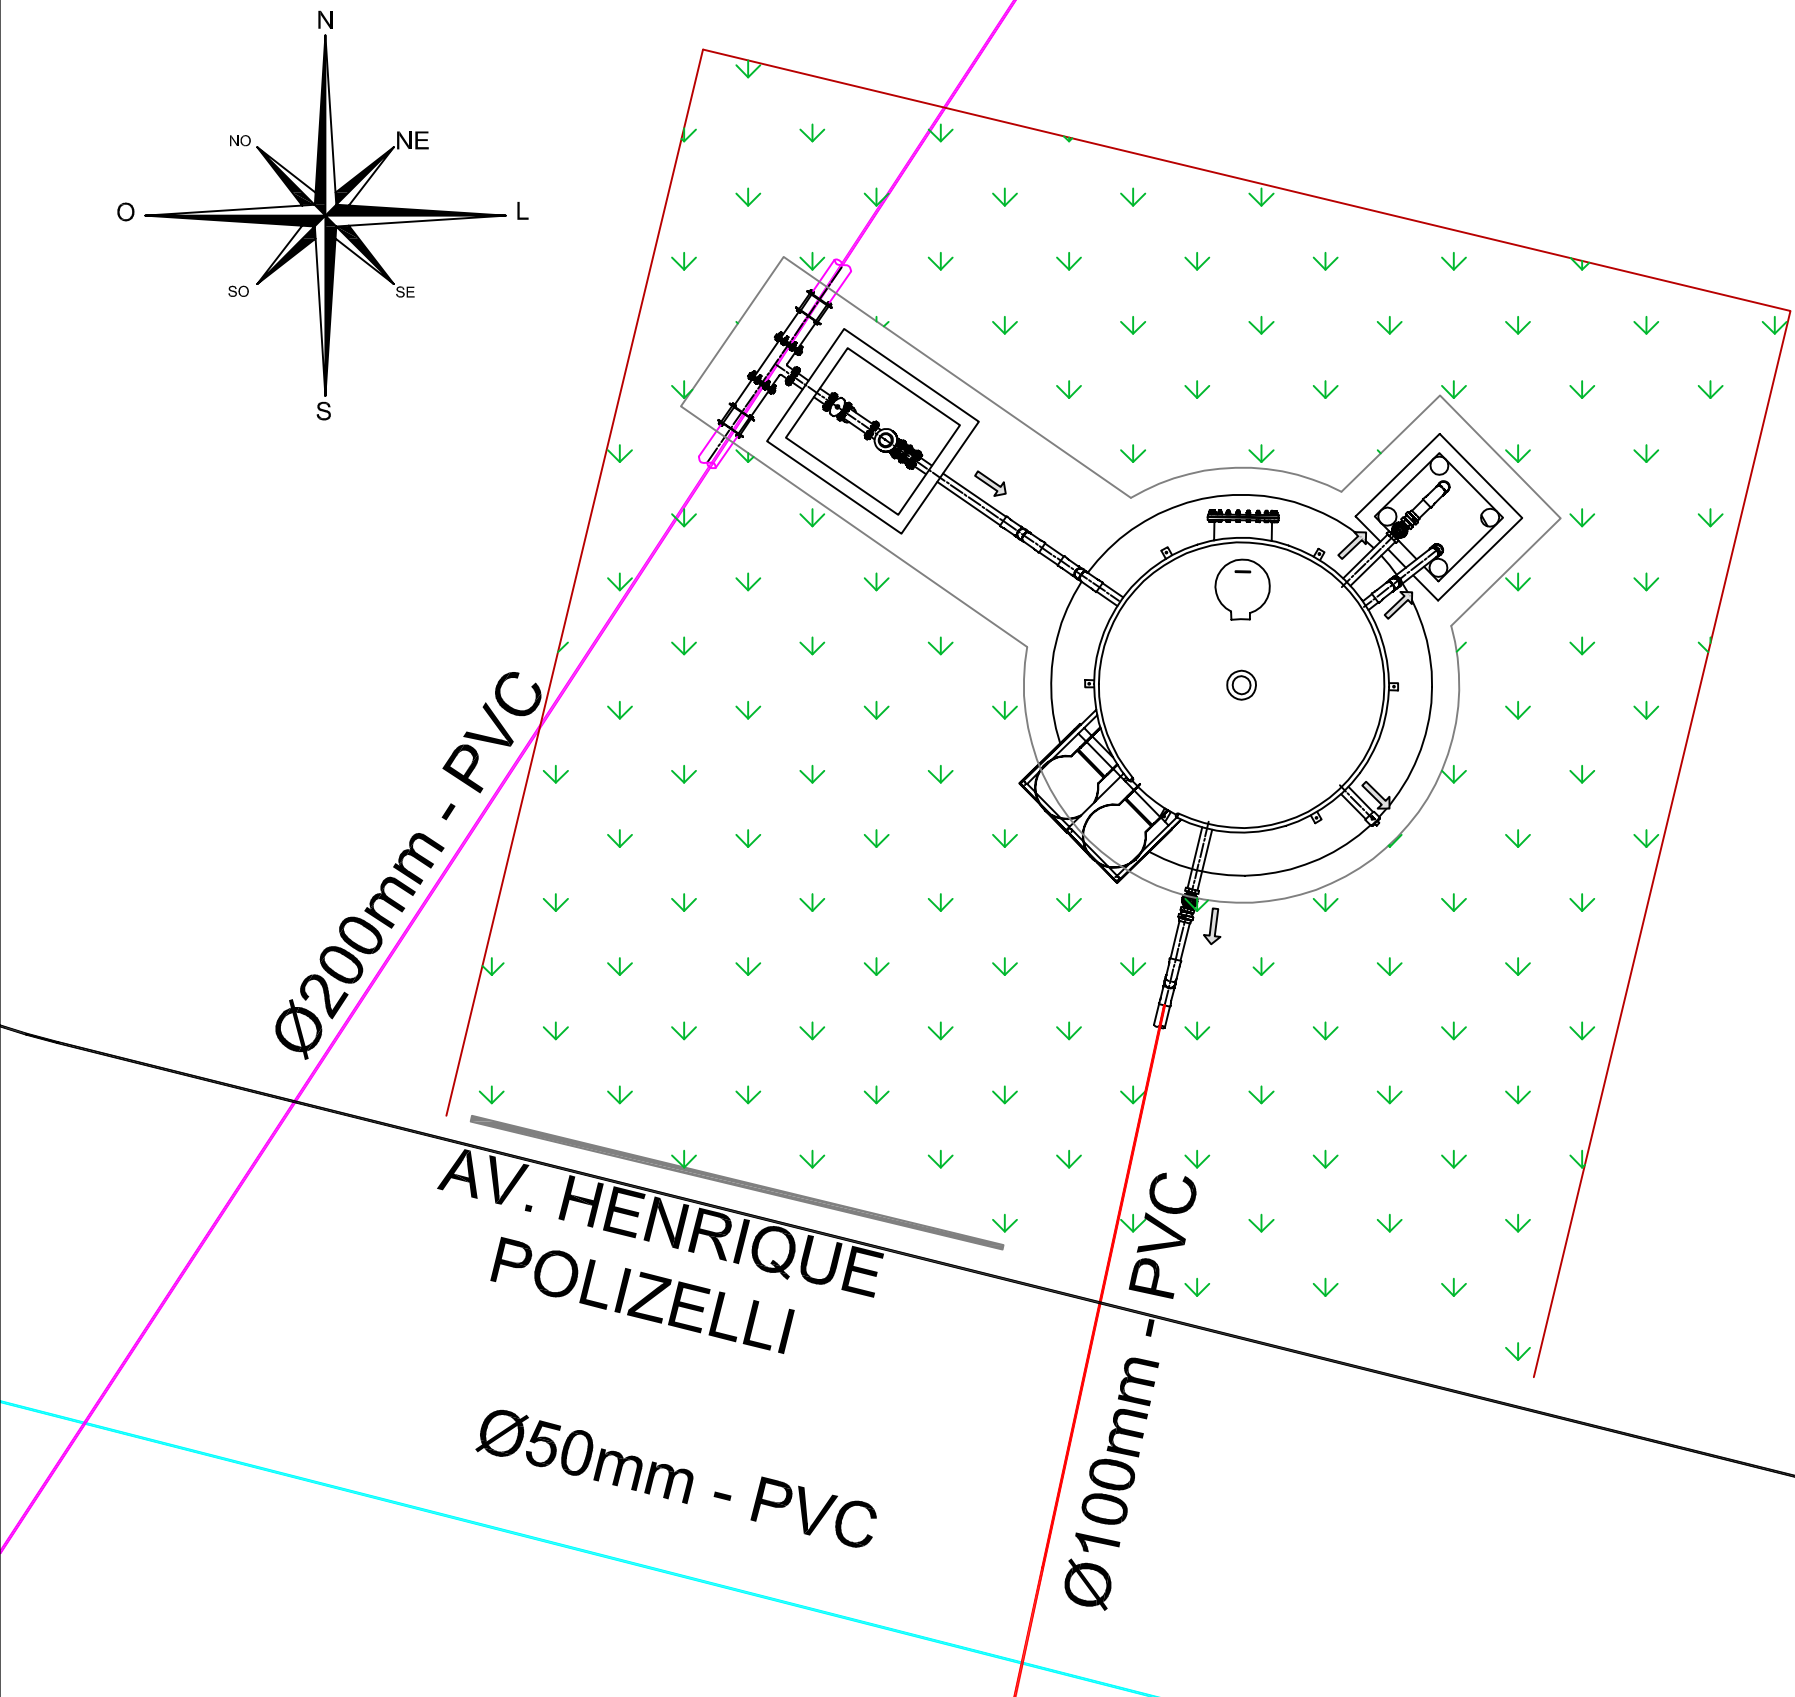 N
NO
NE
O
L
SO
SE
S
Ø200mm - PVC
AV. HENRIQUE
POLIZELLI
Ø100mm - PVC
Ø50mm - PVC